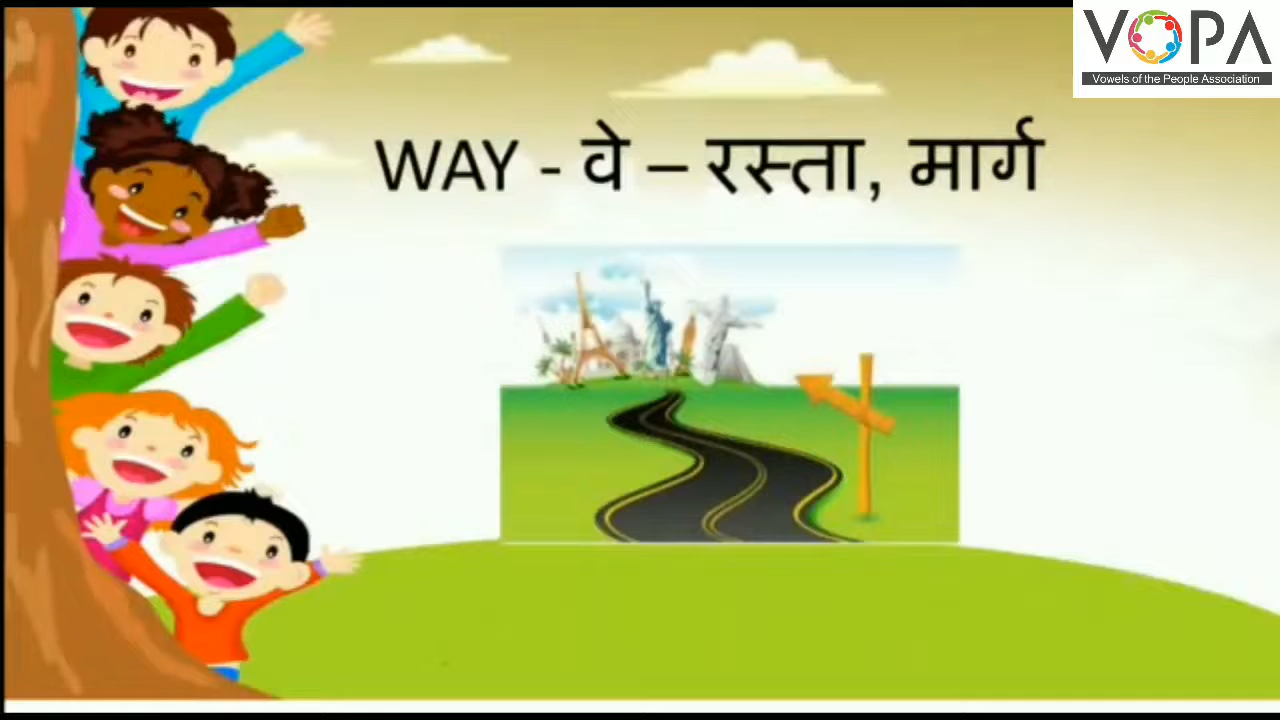 VOPA
Vowels of the People Association
WAY - वे – रस्ता, मार्ग